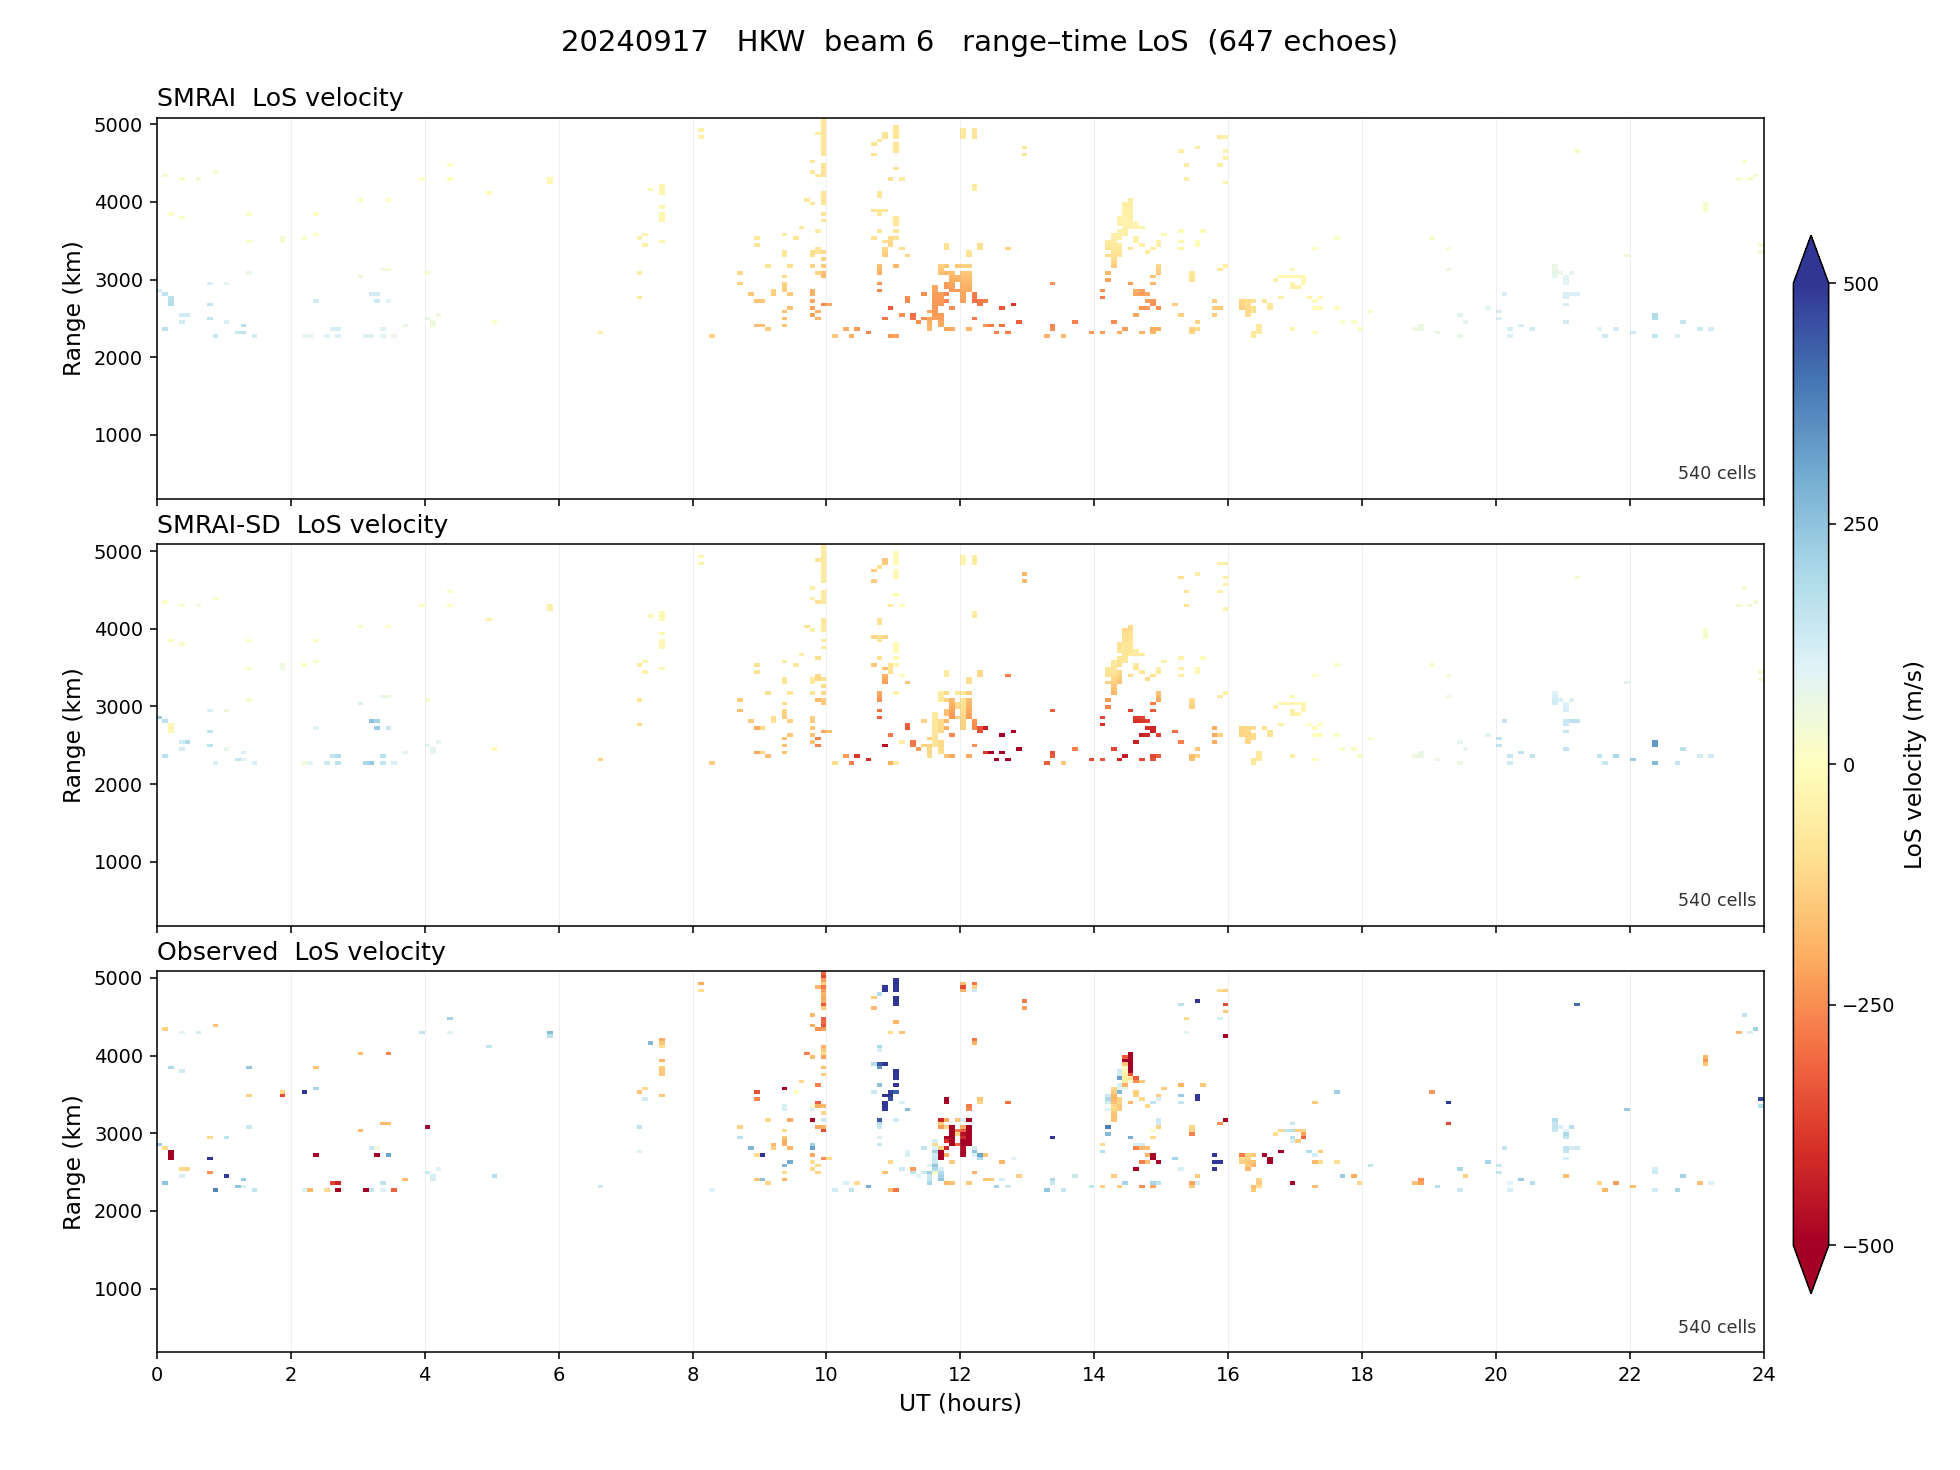 20240917   HKW  beam 6   range–time LoS  (647 echoes)
SMRAI  LoS velocity
5000
4000
3000
2000
1000
Range (km)
540 cells
SMRAI-SD  LoS velocity
5000
4000
3000
2000
1000
Range (km)
540 cells
Observed  LoS velocity
5000
4000
3000
2000
1000
Range (km)
540 cells
0 2 4 6 8 10 12 14 16 18 20 22 24
UT (hours)
500
250
0
−250
−500
LoS velocity (m/s)